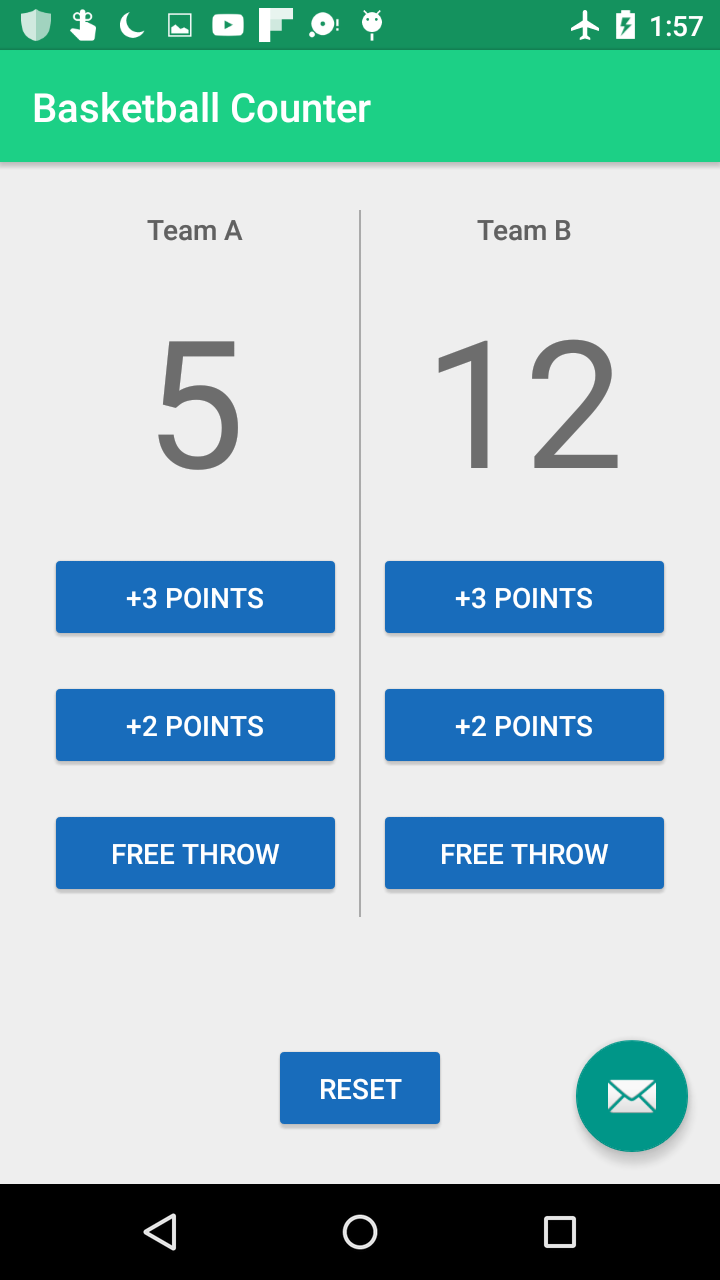 1:57
Basketball Counter
Team A
Team B
5
12
+3 POINTS
+3 POINTS
+2 POINTS
+2 POINTS
FREE THROW
FREE THROW
RESET